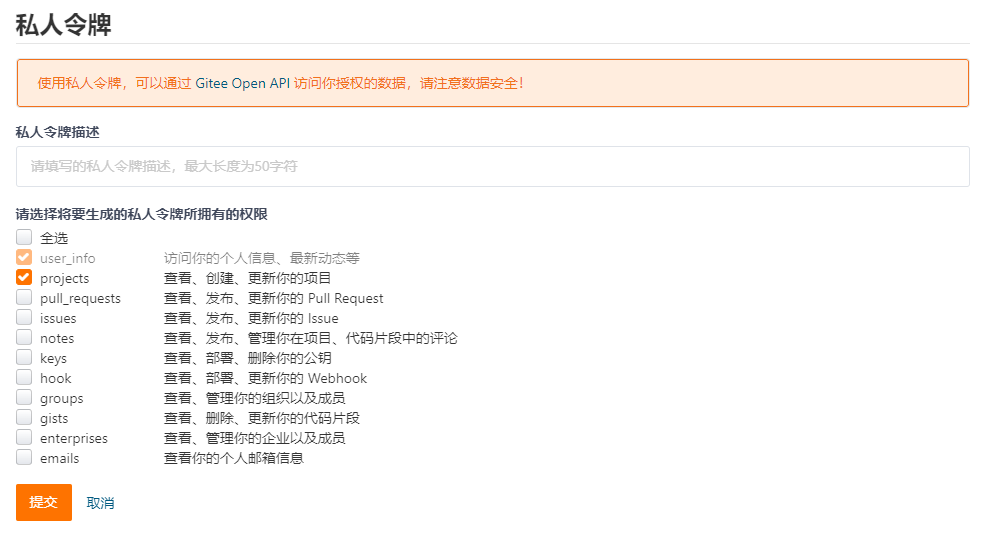 私人令牌
使用私人令牌，可以通过 Gitee Open API 访问你授权的数据，请注意数据安全！
私人令牌描述
请填写的私人令牌描述，最大长度为50字符
请选择将要生成的私人令牌所拥有的权限
全选
user_info 访问你的个人信息、最新动态等
projects 查看、创建、更新你的项目
pull_requests 查看、发布、更新你的 Pull Request
issues 查看、发布、更新你的 Issue
notes 查看、发布、管理你在项目、代码片段中的评论
keys 查看、部署、删除你的公钥
hook 查看、部署、更新你的 Webhook
groups 查看、管理你的组织以及成员
gists 查看、删除、更新你的代码片段
enterprises 查看、管理你的企业以及成员
emails 查看你的个人邮箱信息
提交 取消